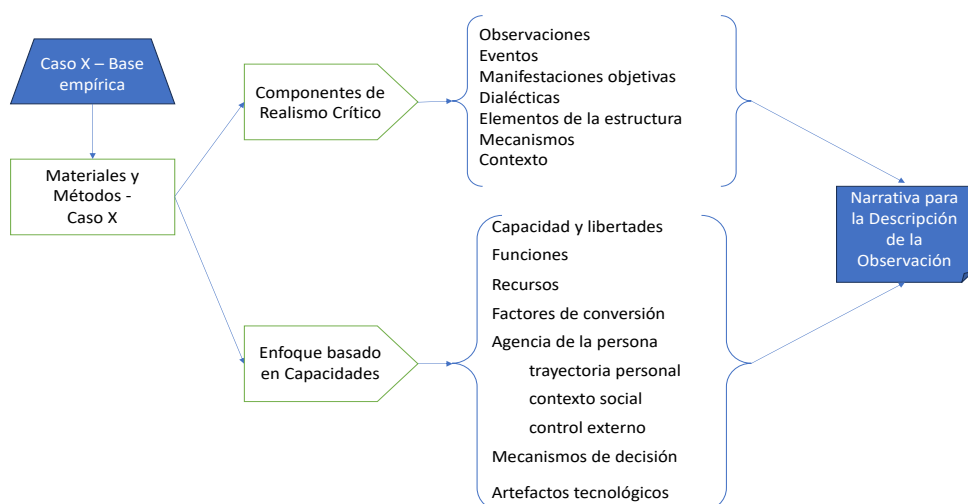 Caso X – Base
empírica
Materiales y
Métodos -
Caso X
Componentes de
Realismo Crítico
Observaciones
Eventos
Manifestaciones objetivas
Dialécticas
Elementos de la estructura
Mecanismos
Contexto
Enfoque basado
en Capacidades
Capacidad y libertades
Funciones
Recursos
Factores de conversión
Agencia de la persona
trayectoria personal
contexto social
control externo
Mecanismos de decisión
Artefactos tecnológicos
Narrativa para
la Descripción
de la
Observación